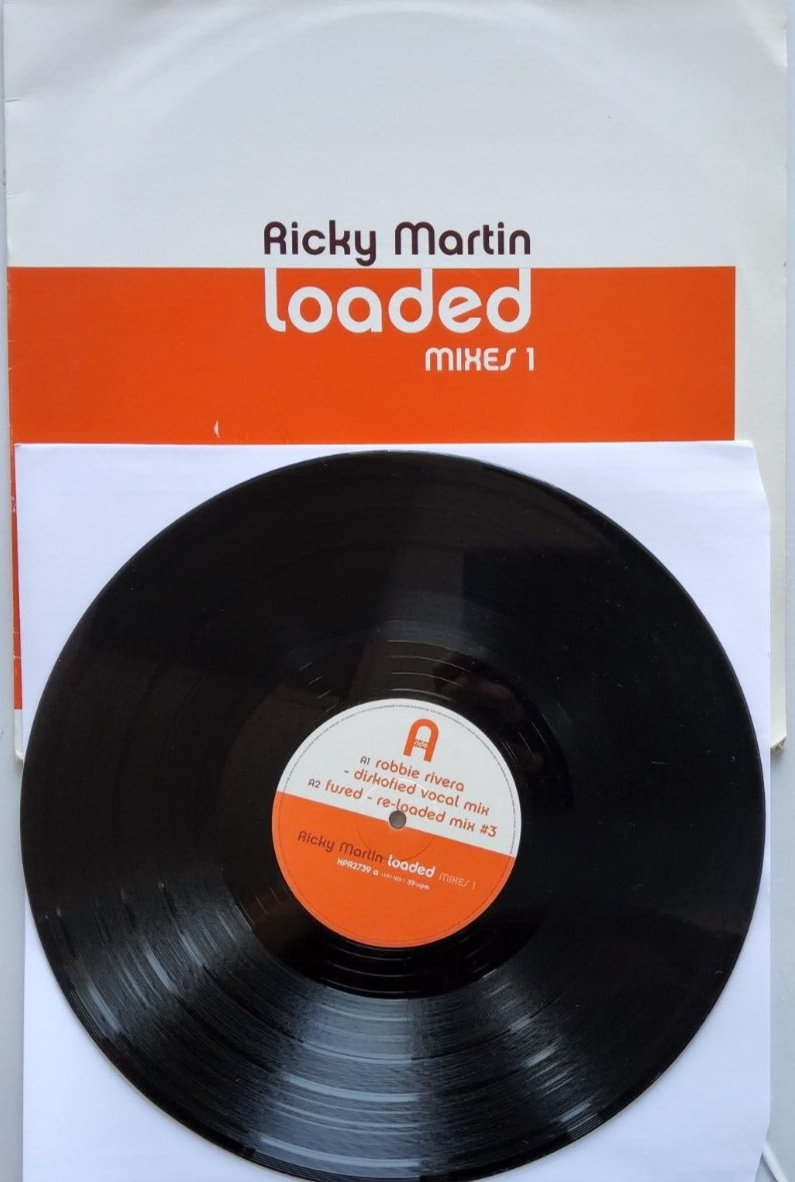 Ricky Martin
loaded
MIXES 1
A
side
A1 robbie rivera
- diskofied vocal mix
A2 fused - re-loaded mix #3
Ricky Martin loaded MIXES 1
XPR2739 a